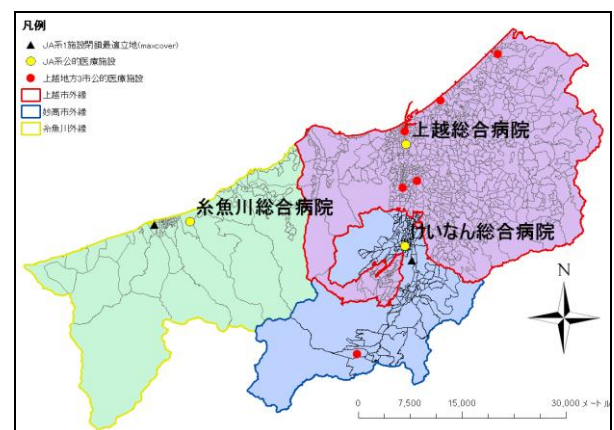 凡例
JA系1施設閉鎖最適立地(maxcover)
JA系公的医療施設
上越地方3市公的医療施設
上越市外縁
妙高市外縁
糸魚川外縁
上越総合病院
糸魚川総合病院
けいなん総合病院
N
0 7,500 15,000 30,000 メートル